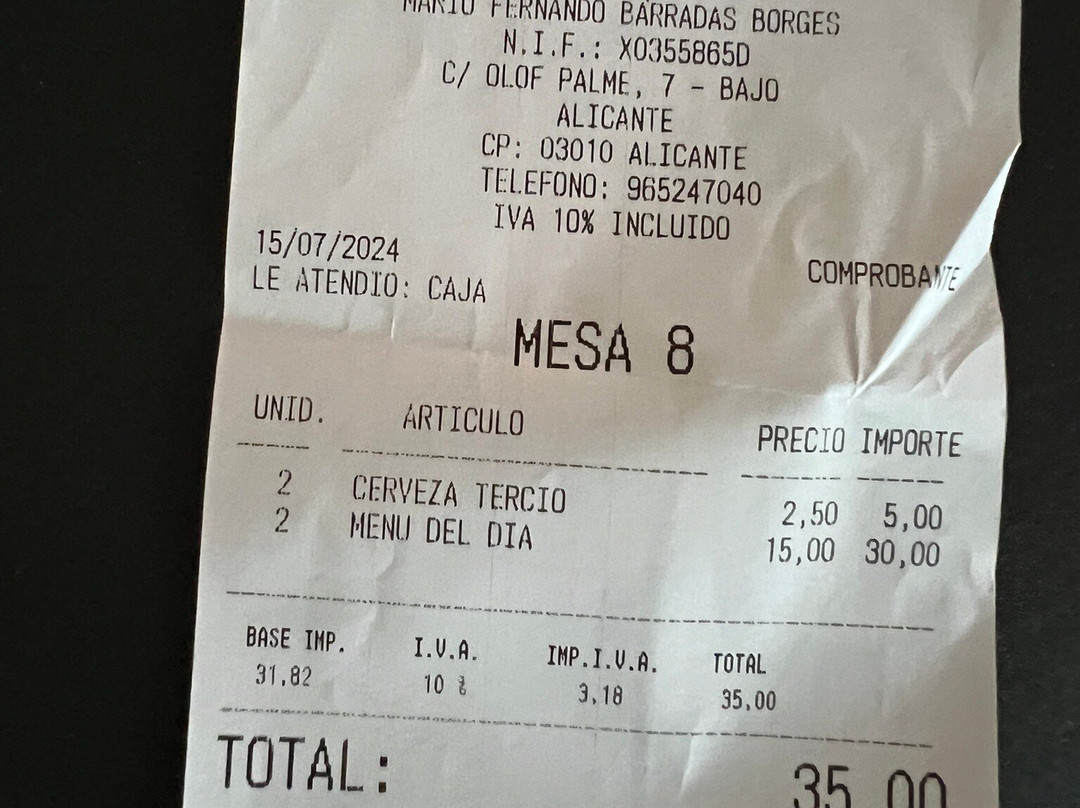 MARIO FERNANDO BARRADAS BORGES
N.I.F.: X0355865D
C/ OLOF PALME, 7 - BAJO
ALICANTE
CP: 03010 ALICANTE
TELEFONO: 965247040
IVA 10% INCLUIDO
15/07/2024
COMPROBANTE
LE ATENDIO: CAJA
MESA 8
UNID. ARTICULO PRECIO IMPORTE
2 CERVEZA TERCIO 2,50 5,00
2 MENU DEL DIA 15,00 30,00
BASE IMP. I.V.A. IMP.I.V.A. TOTAL
31,82 10 % 3,18 35,00
TOTAL: 35,00